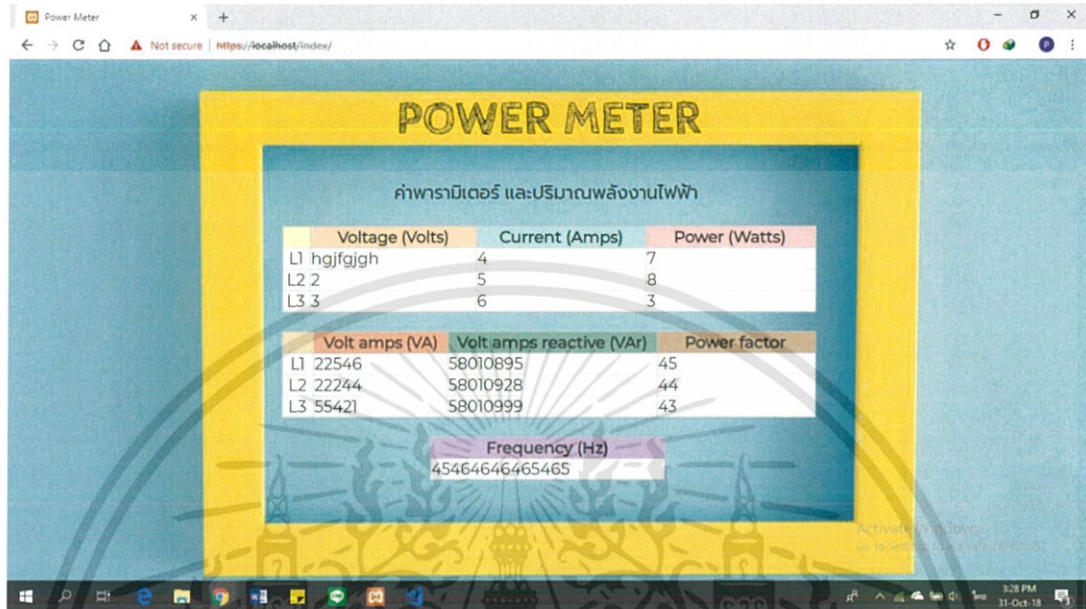 Power Meter
Not secure | https://localhost/index/
POWER METER
ค่าพารามิเตอร์ และปริมาณพลังงานไฟฟ้า
Voltage (Volts) Current (Amps) Power (Watts)
L1 hgjfgjgh 4 7
L2 2 5 8
L3 3 6 3
Volt amps (VA) Volt amps reactive (VAr) Power factor
L1 22546 58010895 45
L2 22244 58010928 44
L3 55421 58010999 43
Frequency (Hz)
45464646465465
Activate Windows
3:28 PM
31-Oct-18